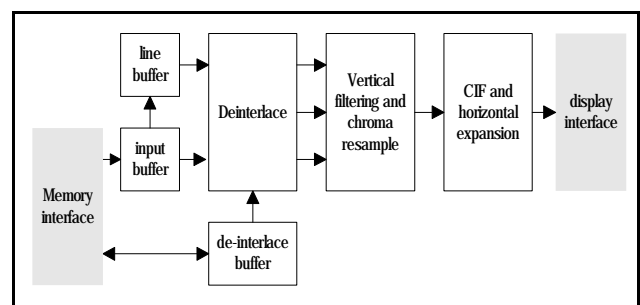 line
buffer
Deinterlace
Vertical
filtering and
chroma
resample
CIF and
horizontal
expansion
display
interface
input
buffer
Memory
interface
de-interlace
buffer